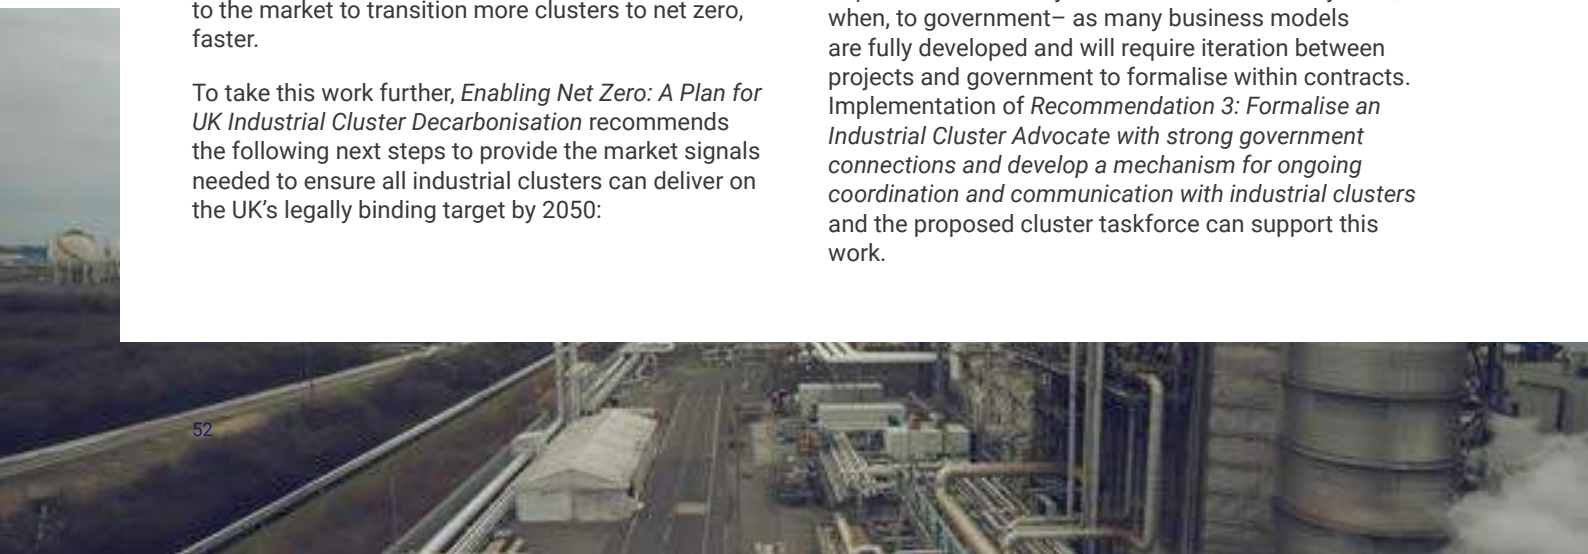 to the market to transition more clusters to net zero,
faster.
To take this work further, Enabling Net Zero: A Plan for
UK Industrial Cluster Decarbonisation recommends
the following next steps to provide the market signals
needed to ensure all industrial clusters can deliver on
the UK’s legally binding target by 2050:
when, to government– as many business models
are fully developed and will require iteration between
projects and government to formalise within contracts.
Implementation of Recommendation 3: Formalise an
Industrial Cluster Advocate with strong government
connections and develop a mechanism for ongoing
coordination and communication with industrial clusters
and the proposed cluster taskforce can support this
work.
52